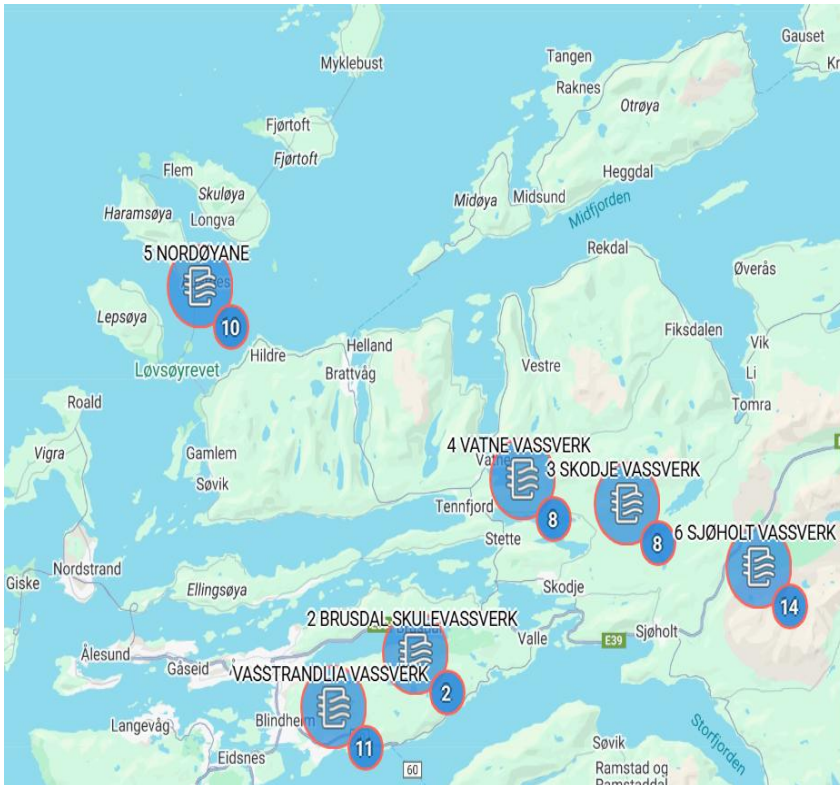 Gauset
Myklebust
Tangen
Raknes
Otrøya
Fjørtoft
Fjørtoft
Flem
Skuløya
Heggdal
Midøya
Midsund
Haramsøya
Longva
Midfjorden
5 NORDØYANE
Rekdal
Øverås
Lepsøya
10
Fiksdalen
Vik
Hildre
Helland
Løvsøyrevet
Brattvåg
Vestre
Li
Roald
Tomra
4 VATNE VASSVERK
Vigra
Gamlem
Vatne
3 SKODJE VASSVERK
Søvik
Tennfjord
8
6 SJØHOLT VASSVERK
Stette
8
Nordstrand
Giske
Ellingsøya
Skodje
14
2 BRUSDAL SKULEVASSVERK
Valle
E39
Sjøholt
Ålesund
Gåseid
VASSTRANDLIA VASSVERK
2
Langevåg
Blindheim
11
Storfjorden
Eidsnes
60
Søvik
Ramstad og
Ramstaddal